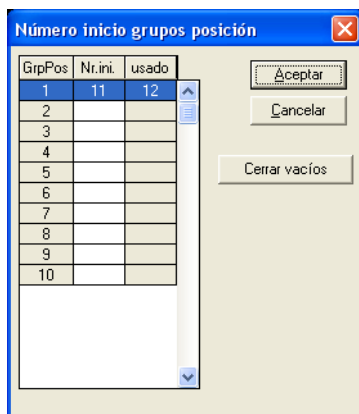 Número inicio grupos posición
GrpPos Nr.ini. usado
1 11 12
2
3
4
5
6
7
8
9
10
Aceptar
Cancelar
Cerrar vacíos